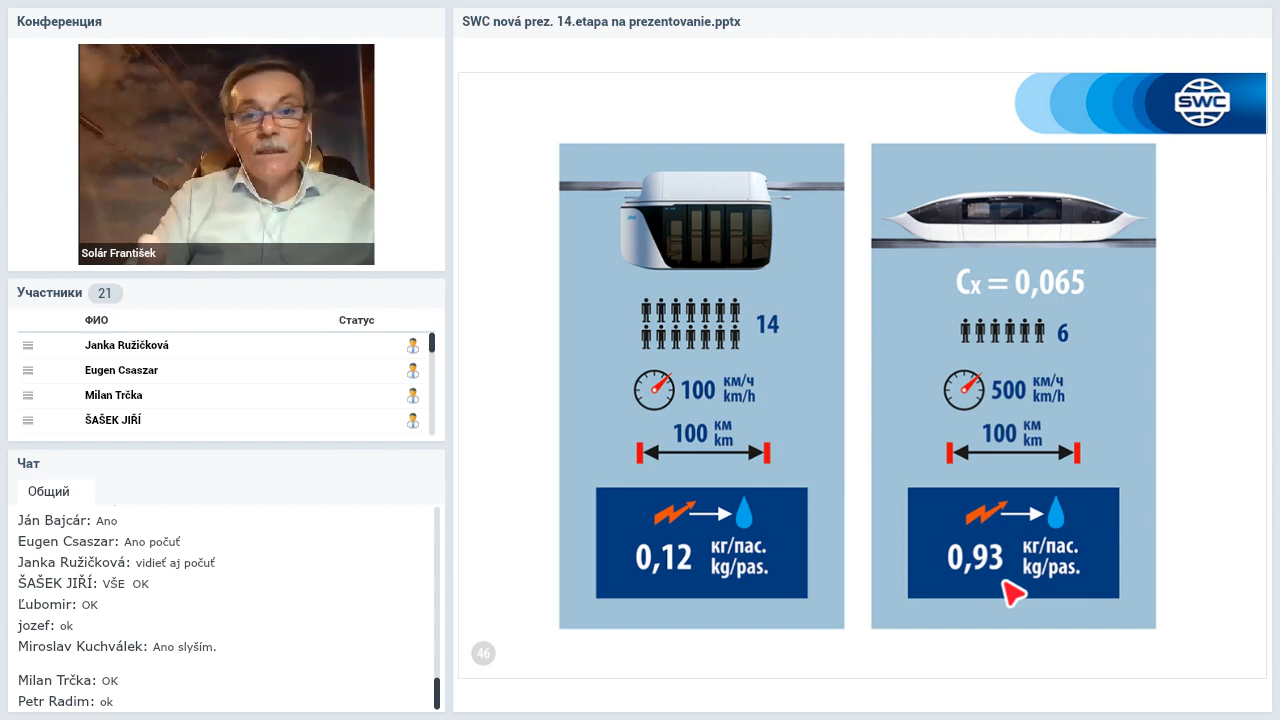 Конференция
Solár František
Участники 21
ФИО Статус
Janka Ružičková
Eugen Csaszar
Milan Trčka
ŠAŠEK JIŘÍ
Чат
Общий
Ján Bajcár: Ano
Eugen Csaszar: Ano počuť
Janka Ružičková: vidieť aj počuť
ŠAŠEK JIŘÍ: VŠE OK
Ľubomir: OK
jozef: ok
Miroslav Kuchválek: Ano slyším.
Milan Trčka: OK
Petr Radim: ok
SWC nová prez. 14.etapa na prezentovanie.pptx
SWC
14
100 км/ч
km/h
100 км
km
0,12 кг/пас.
kg/pas.
Cx = 0,065
6
500 км/ч
km/h
100 км
km
0,93 кг/пас.
kg/pas.
46